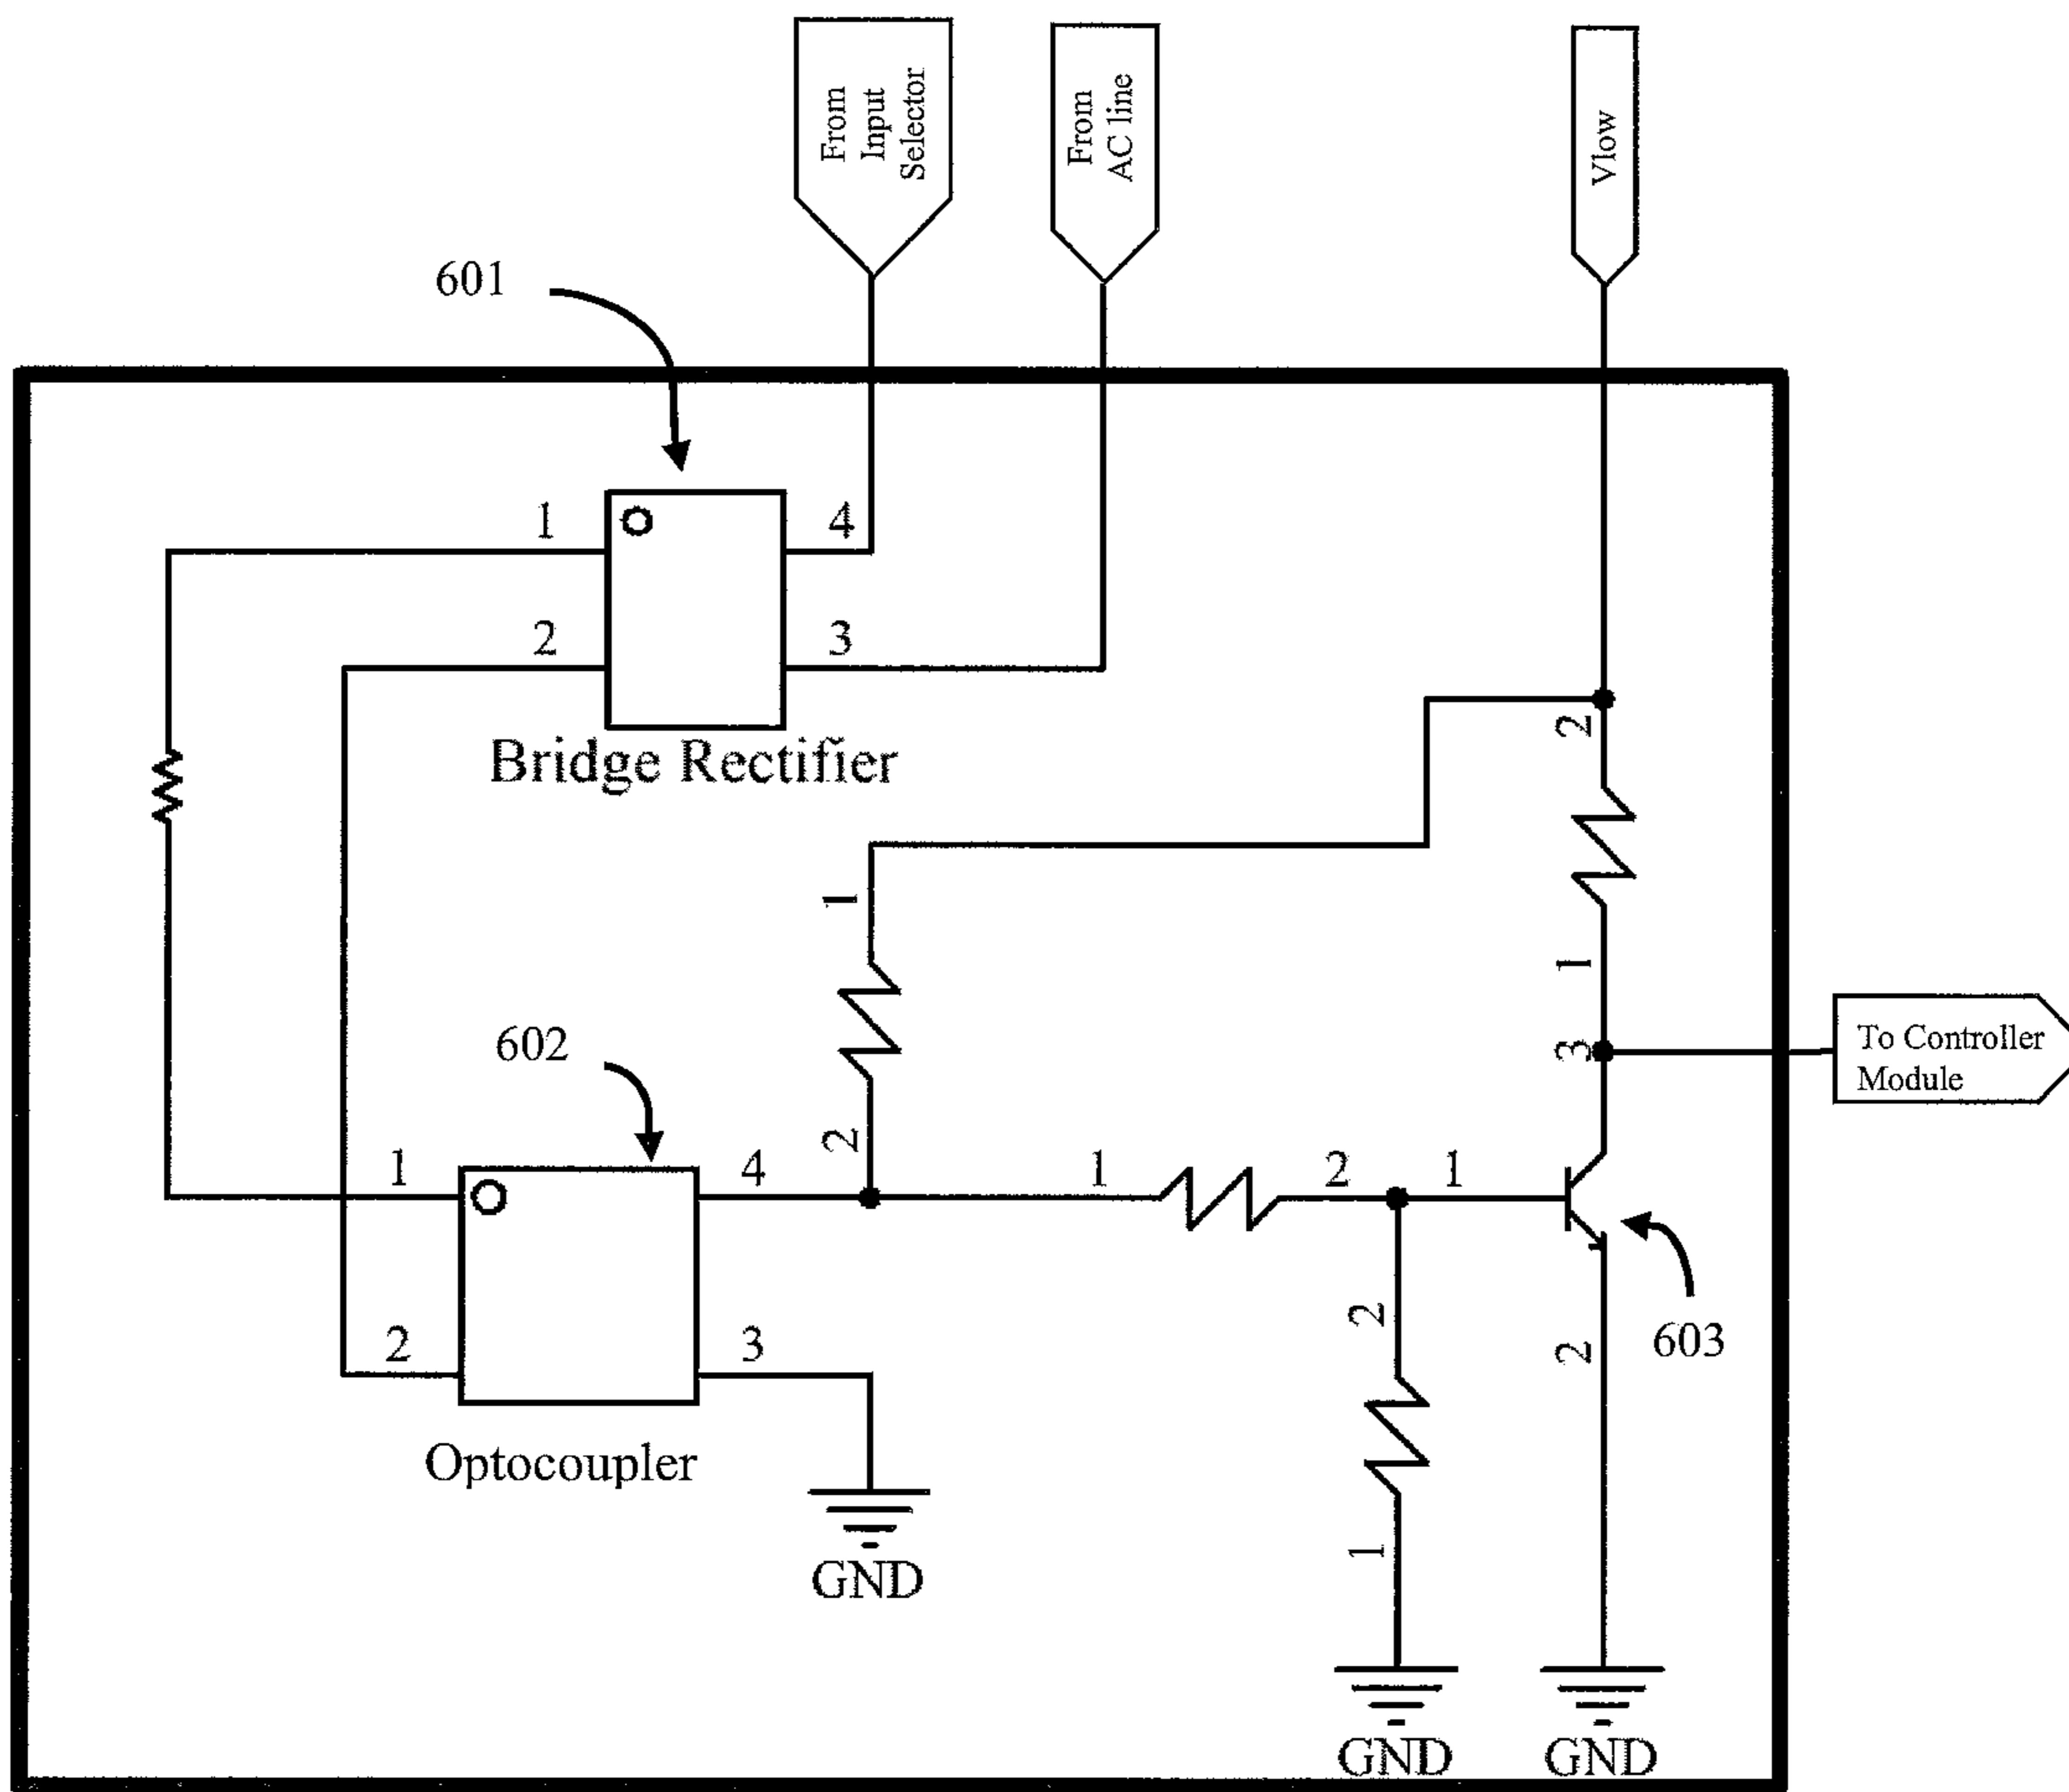 From
Input
Selector
From
AC line
Vlow
601
1
4
2
3
Bridge Rectifier
2
1
1
602
3
To Controller
Module
2
1
4
1
2
1
2
3
2
603
2
Optocoupler
1
GND
GND
GND